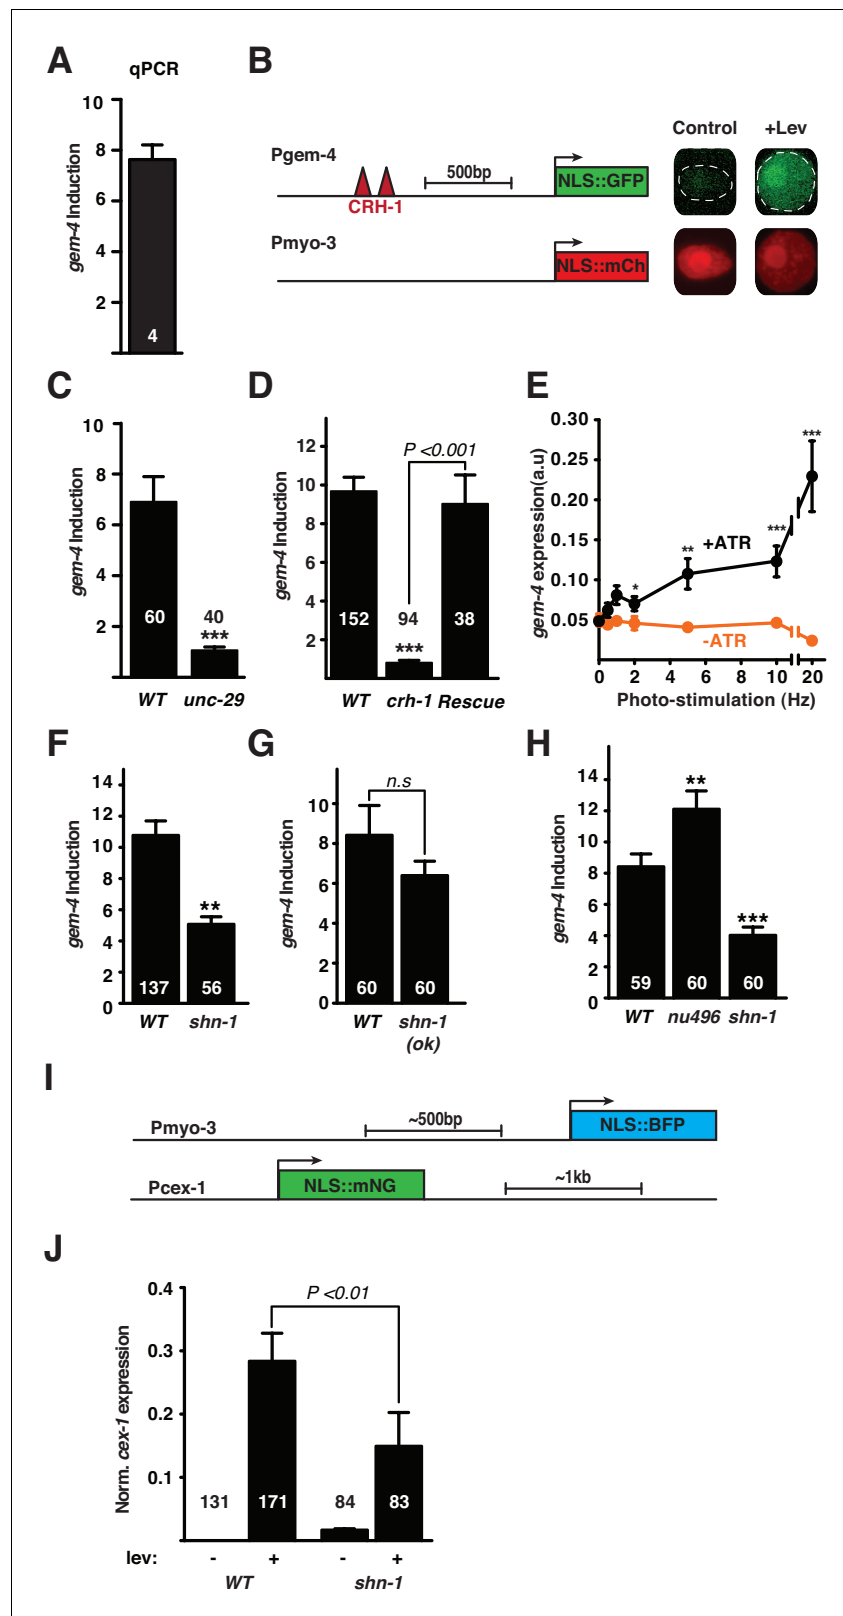 A
qPCR
10
8
6
4
2
gem-4 Induction
4
B
Pgem-4
500bp
CRH-1
NLS::GFP
Pmyo-3
NLS::mCh
Control
+Lev
C
10
8
6
4
2
gem-4 Induction
60
40
***
WT
unc-29
D
12
10
8
6
4
2
gem-4 Induction
P <0.001
152
94
***
38
WT
crh-1
Rescue
E
0.30
0.25
0.20
0.15
0.10
0.05
gem-4 expression(a.u)
*
**
***
***
+ATR
-ATR
0
2
4
6
8
10
20
Photo-stimulation (Hz)
F
14
12
10
8
6
4
2
0
gem-4 Induction
137
**
56
WT
shn-1
G
10
8
6
4
2
0
gem-4 Induction
n.s
60
60
WT
shn-1
(ok)
H
16
14
12
10
8
6
4
2
0
gem-4 Induction
59
**
60
***
60
WT
nu496
shn-1
I
Pmyo-3
~500bp
NLS::BFP
Pcex-1
NLS::mNG
~1kb
J
0.4
0.3
0.2
0.1
Norm. cex-1 expression
P <0.01
131
171
84
83
lev:
-
+
-
+
WT
shn-1